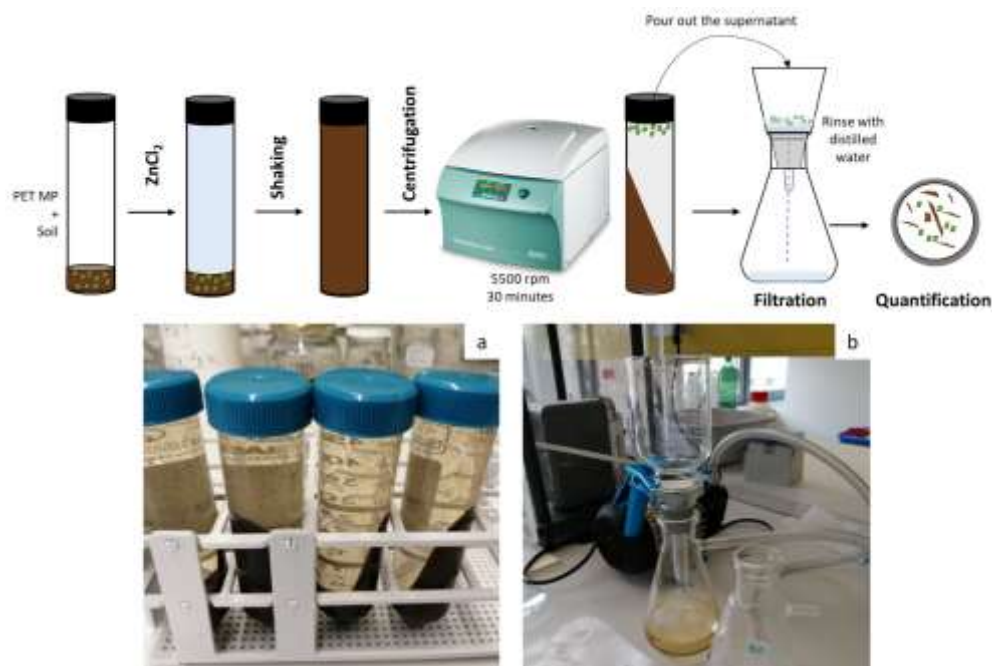 Pour out the supernatant
ZnCl₂
Shaking
Centrifugation
PET MP
+
Soil
Rinse with
distilled
water
5500 rpm
30 minutes
Filtration
Quantification
a
b